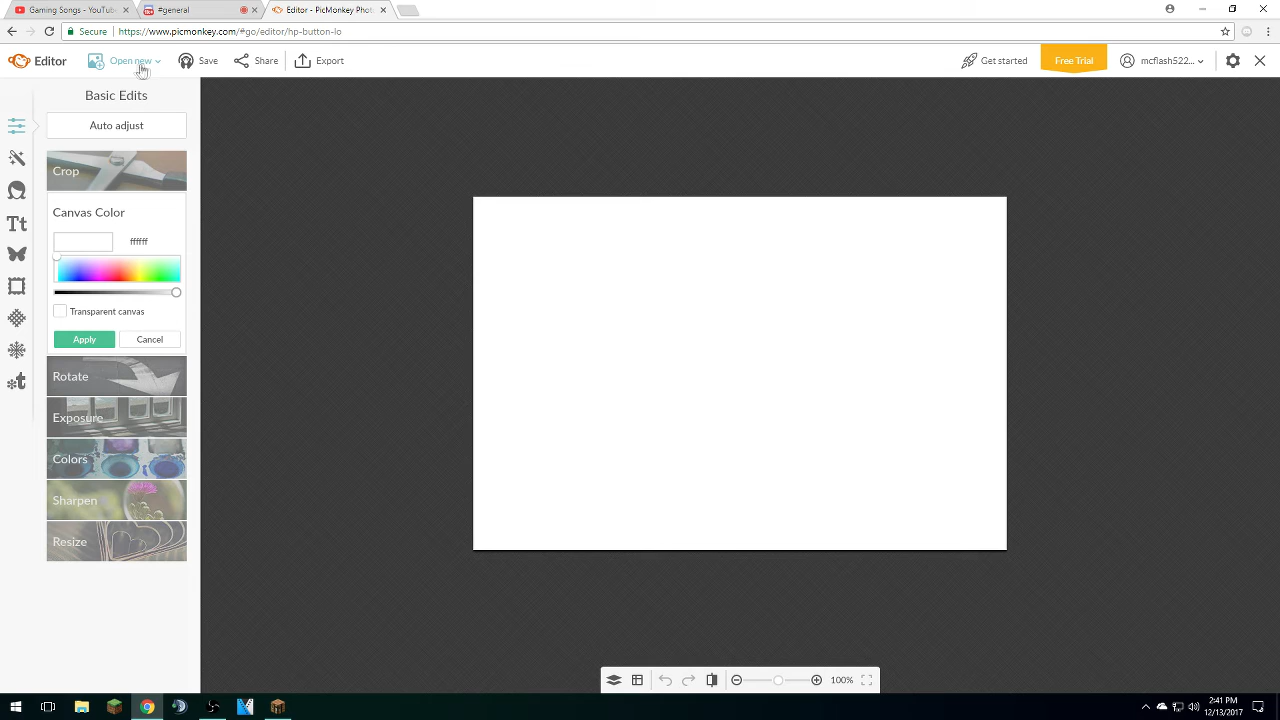 Gaming Songs - YouTube
#general
Editor - PicMonkey Phot
Secure
https://www.picmonkey.com/#go/editor/hp-button-lo
Editor
Open new
Save
Share
Export
Get started
Free Trial
mcflash522...
Basic Edits
Auto adjust
Crop
Canvas Color
ffffff
Transparent canvas
Apply
Cancel
Rotate
Exposure
Colors
Sharpen
Resize
100%
2:41 PM
12/13/2017